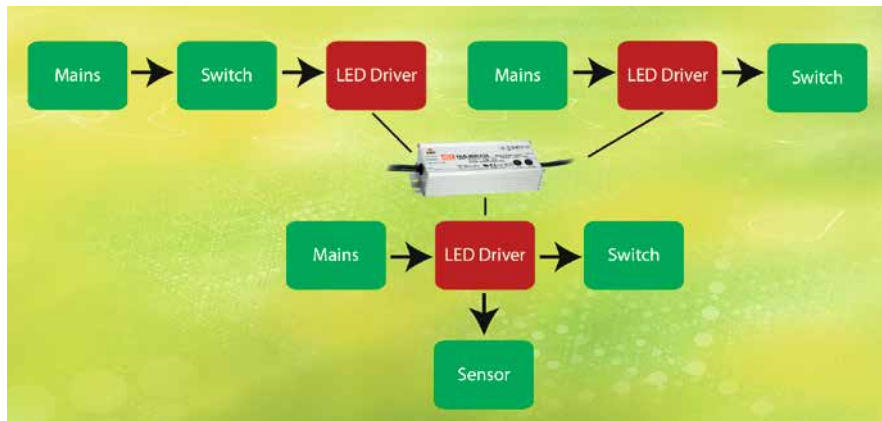 Mains
Switch
LED Driver
Mains
LED Driver
Switch
Mains
LED Driver
Switch
Sensor